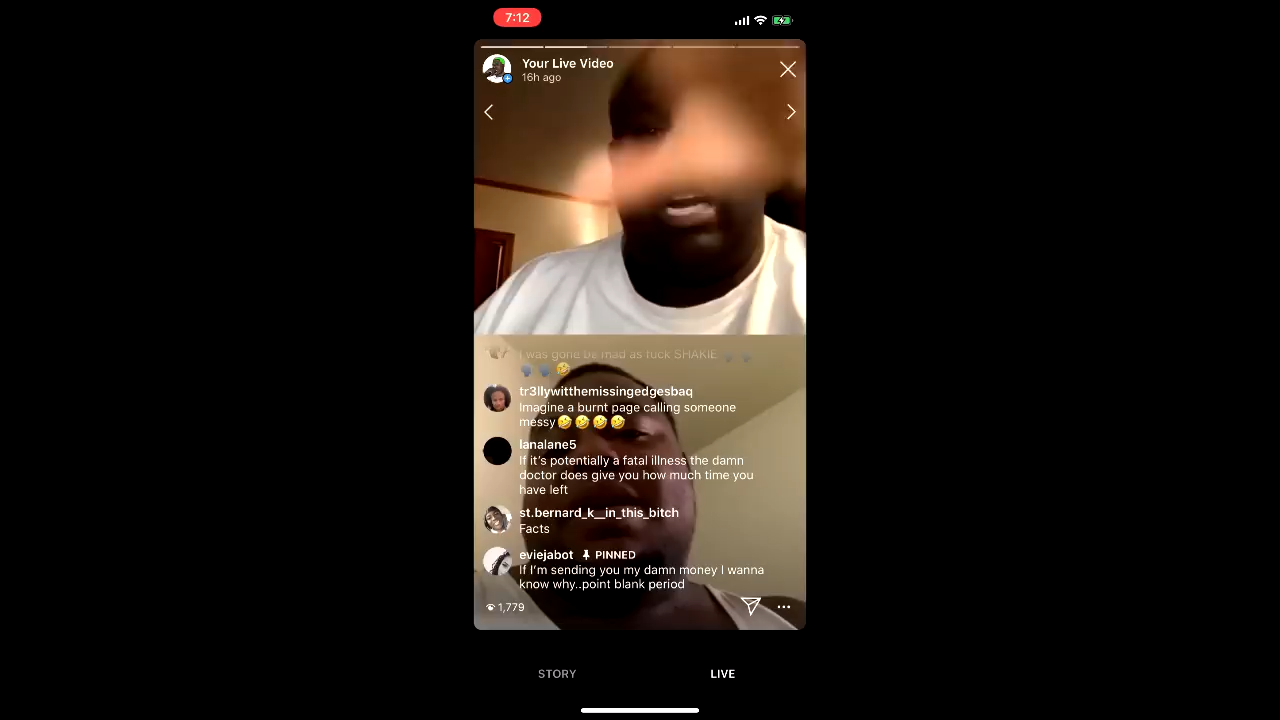 7:12
Your Live Video
16h ago
I was gone be mad as fuck SHAKIE 🗣 🗣
🗣 🗣 🤣
tr3llywitthemissingedgesbaq
Imagine a burnt page calling someone
messy🤣 🤣 🤣 🤣
lanalane5
If it's potentially a fatal illness the damn
doctor does give you how much time you
have left
st.bernard_k__in_this_bitch
Facts
eviejabot PINNED
If I'm sending you my damn money I wanna
know why..point blank period
1,779
STORY LIVE